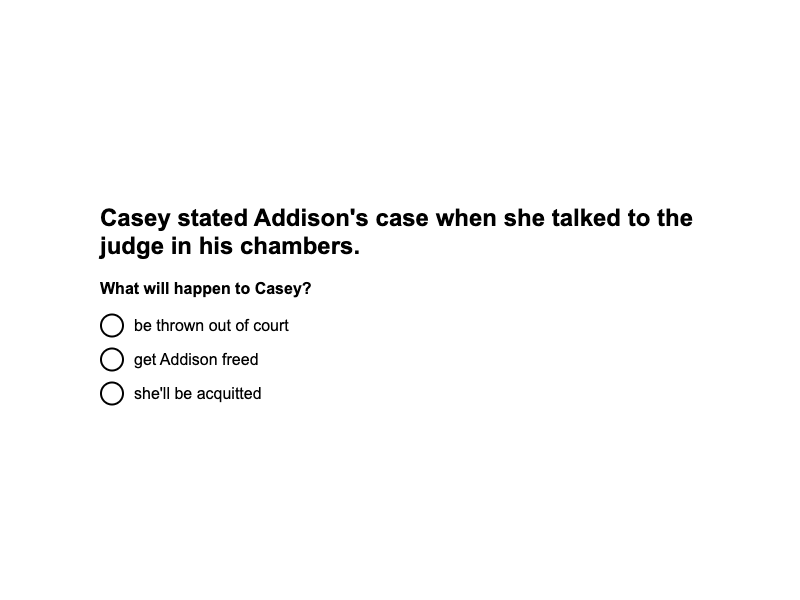 Casey stated Addison's case when she talked to the
judge in his chambers.
What will happen to Casey?
be thrown out of court
get Addison freed
she'll be acquitted